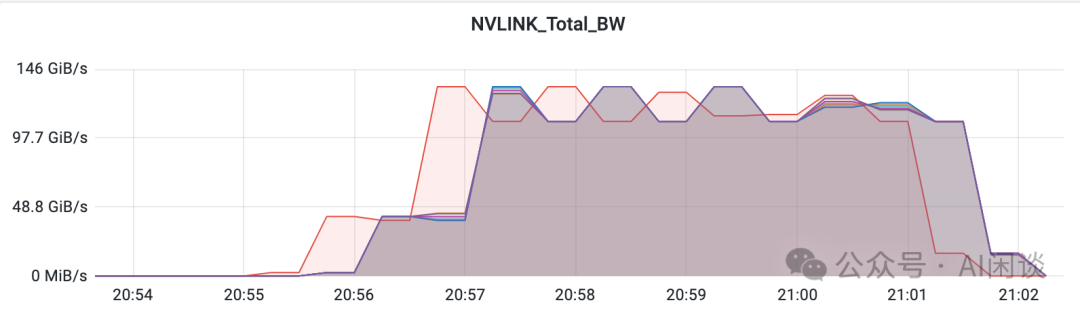 NVLINK_Total_BW
146 GiB/s
97.7 GiB/s
48.8 GiB/s
0 MiB/s
20:54 20:55 20:56 20:57 20:58 20:59 21:00 21:01 21:02
公众号 · AI闲谈